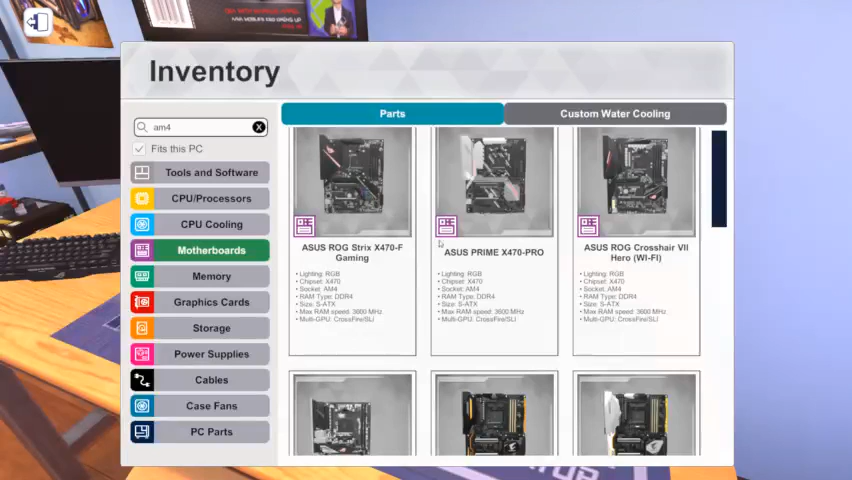 Inventory
am4
Fits this PC
Tools and Software
CPU/Processors
CPU Cooling
Motherboards
Memory
Graphics Cards
Storage
Power Supplies
Cables
Case Fans
PC Parts
Parts
Custom Water Cooling
ASUS ROG Strix X470-F
Gaming
• Lighting: RGB
• Chipset: X470
• Socket: AM4
• RAM Type: DDR4
• Size: S-ATX
• Max RAM speed: 3600 MHz
• Multi-GPU: CrossFire/SLI
ASUS PRIME X470-PRO
• Lighting: RGB
• Chipset: X470
• Socket: AM4
• RAM Type: DDR4
• Size: S-ATX
• Max RAM speed: 3600 MHz
• Multi-GPU: CrossFire/SLI
ASUS ROG Crosshair VII
Hero (WI-FI)
• Lighting: RGB
• Chipset: X470
• Socket: AM4
• RAM Type: DDR4
• Size: S-ATX
• Max RAM speed: 3600 MHz
• Multi-GPU: CrossFire/SLI